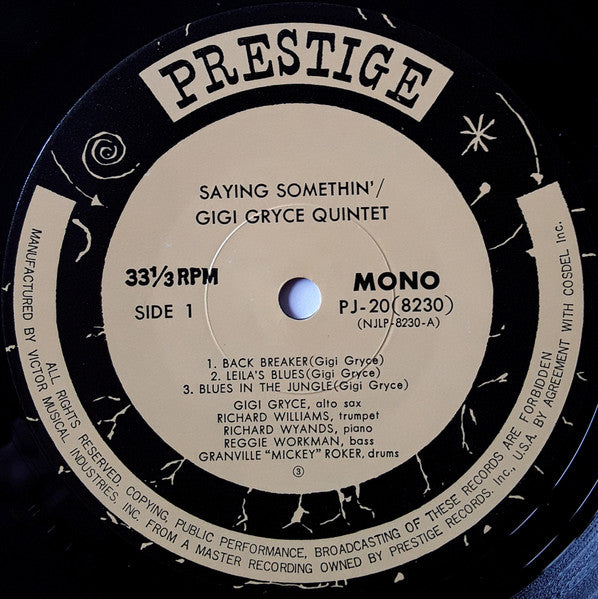 PRESTIGE
SAYING SOMETHIN'/
GIGI GRYCE QUINTET
33⅓ RPM
SIDE 1
MONO
PJ-20(8230)
(NJLP-8230-A)
1. BACK BREAKER(Gigi Gryce)
2. LEILA'S BLUES(Gigi Gryce)
3. BLUES IN THE JUNGLE(Gigi Gryce)
GIGI GRYCE, alto sax
RICHARD WILLIAMS, trumpet
RICHARD WYANDS, piano
REGGIE WORKMAN, bass
GRANVILLE "MICKEY" ROKER, drums
③
ALL RIGHTS RESERVED, COPYING, PUBLIC PERFORMANCE, BROADCASTING OF THESE RECORDS ARE FORBIDDEN
MANUFACTURED BY VICTOR MUSICAL INDUSTRIES, INC. FROM A MASTER RECORDING OWNED BY PRESTIGE RECORDS. Inc., U.S.A. BY AGREEMENT WITH COSDEL Inc.